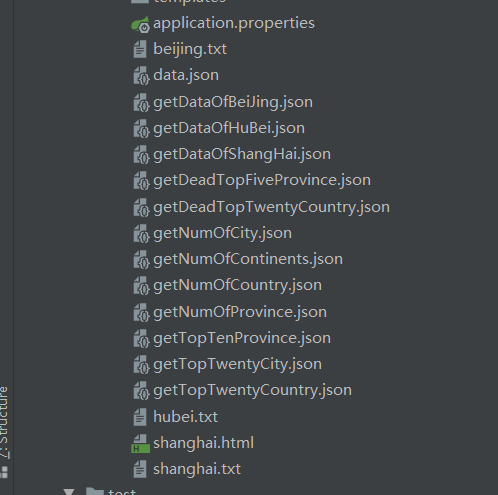 templates
application.properties
beijing.txt
data.json
getDataOfBeiJing.json
getDataOfHuBei.json
getDataOfShangHai.json
getDeadTopFiveProvince.json
getDeadTopTwentyCountry.json
getNumOfCity.json
getNumOfContinents.json
getNumOfCountry.json
getNumOfProvince.json
getTopTenProvince.json
getTopTwentyCity.json
getTopTwentyCountry.json
hubei.txt
shanghai.html
shanghai.txt
test
7: Structure